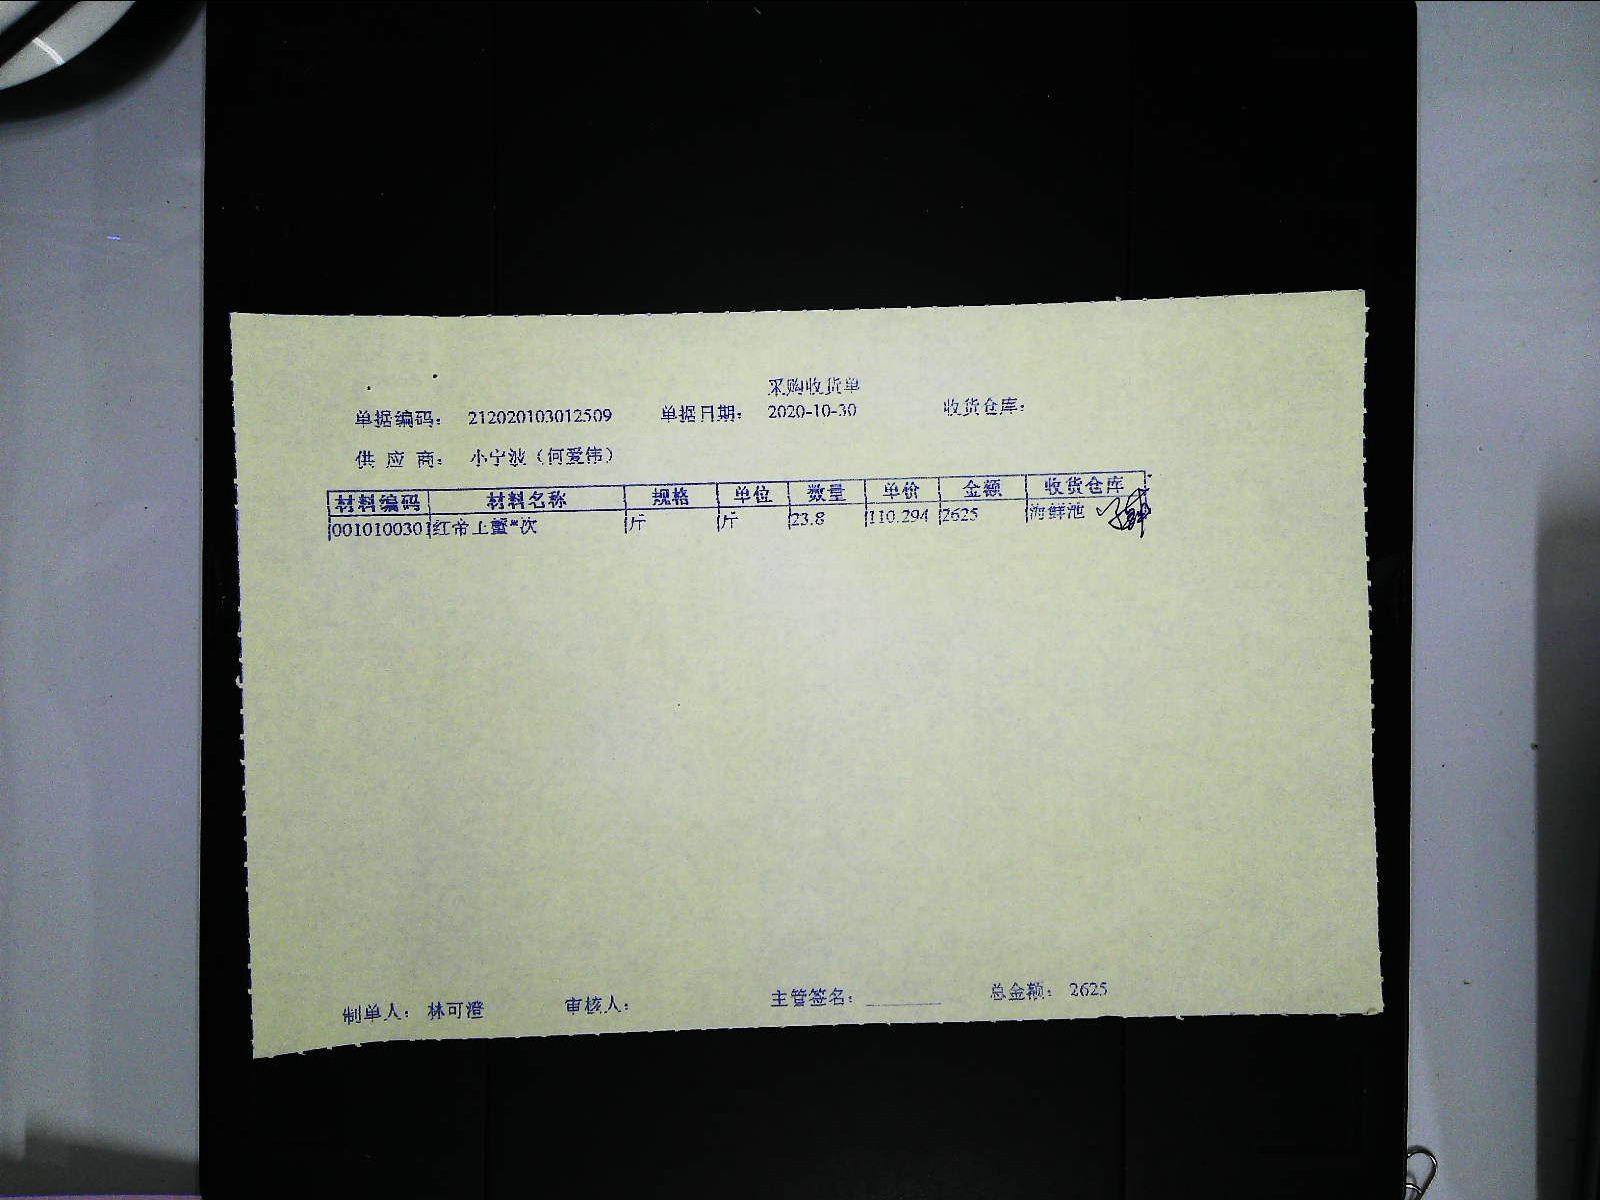 采购收货单
单据编码： 212020103012509 单据日期： 2020-10-30 收货仓库：
供 应 商： 小宁波（何爱伟）
材料编码 材料名称 规格 单位 数量 单价 金额 收货仓库
0010100301 红帝王蟹*次 斤 斤 23.8 110.294 2625 海鲜池
制单人： 林可澄 审核人： 主管签名： ________ 总金额： 2625